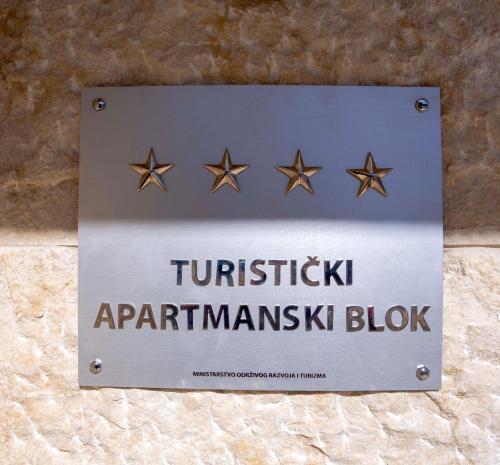 TURISTIČKI
APARTMANSKI BLOK
MINISTARSTVO ODRŽIVOG RAZVOJA I TURIZMA